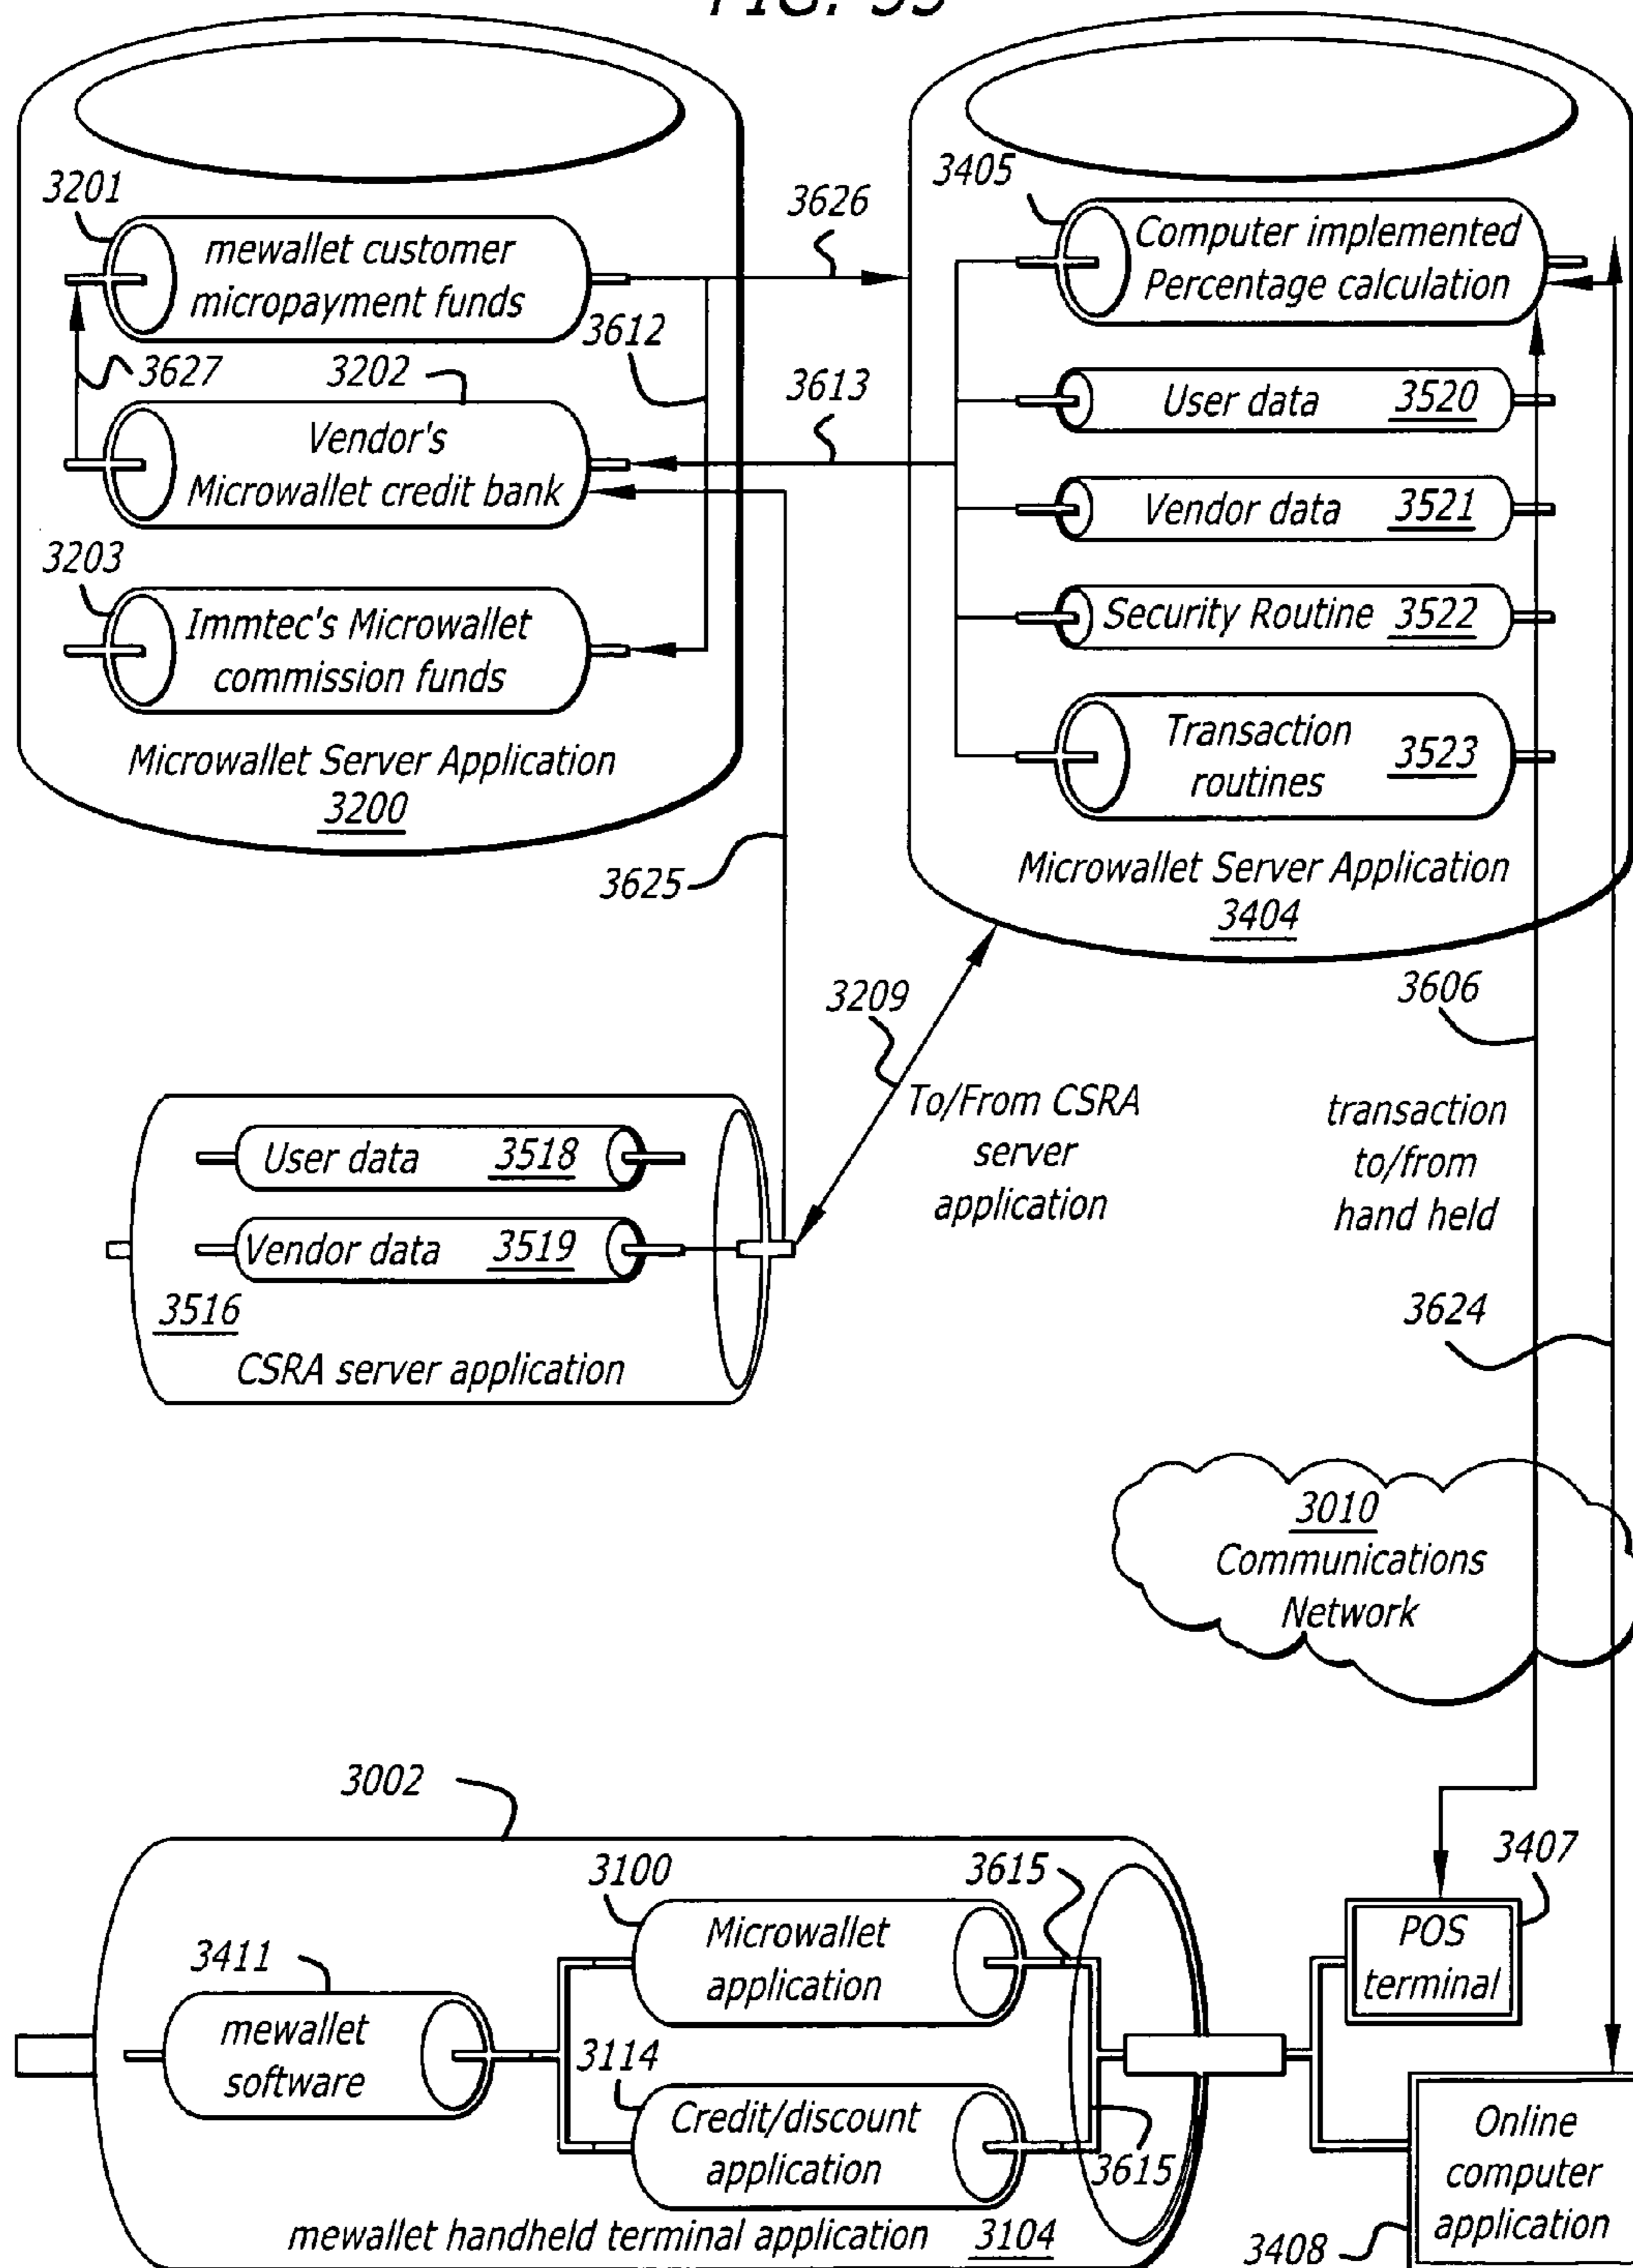 FIG. 35
3201
mewallet customer
micropayment funds
3626
3405
Computer implemented
Percentage calculation
3612
3627
3202
3613
User data 3520
Vendor's
Microwallet credit bank
Vendor data 3521
3203
Immtec's Microwallet
commission funds
Security Routine 3522
Transaction
routines
3523
Microwallet Server Application
3200
3625
Microwallet Server Application
3404
3209
3606
To/From CSRA
server
application
transaction
to/from
hand held
User data 3518
Vendor data 3519
3516
CSRA server application
3624
3010
Communications
Network
3002
3100
3615
3407
Microwallet
application
POS
terminal
3411
mewallet
software
3114
Credit/discount
application
3615
Online
computer
application
mewallet handheld terminal application 3104
3408